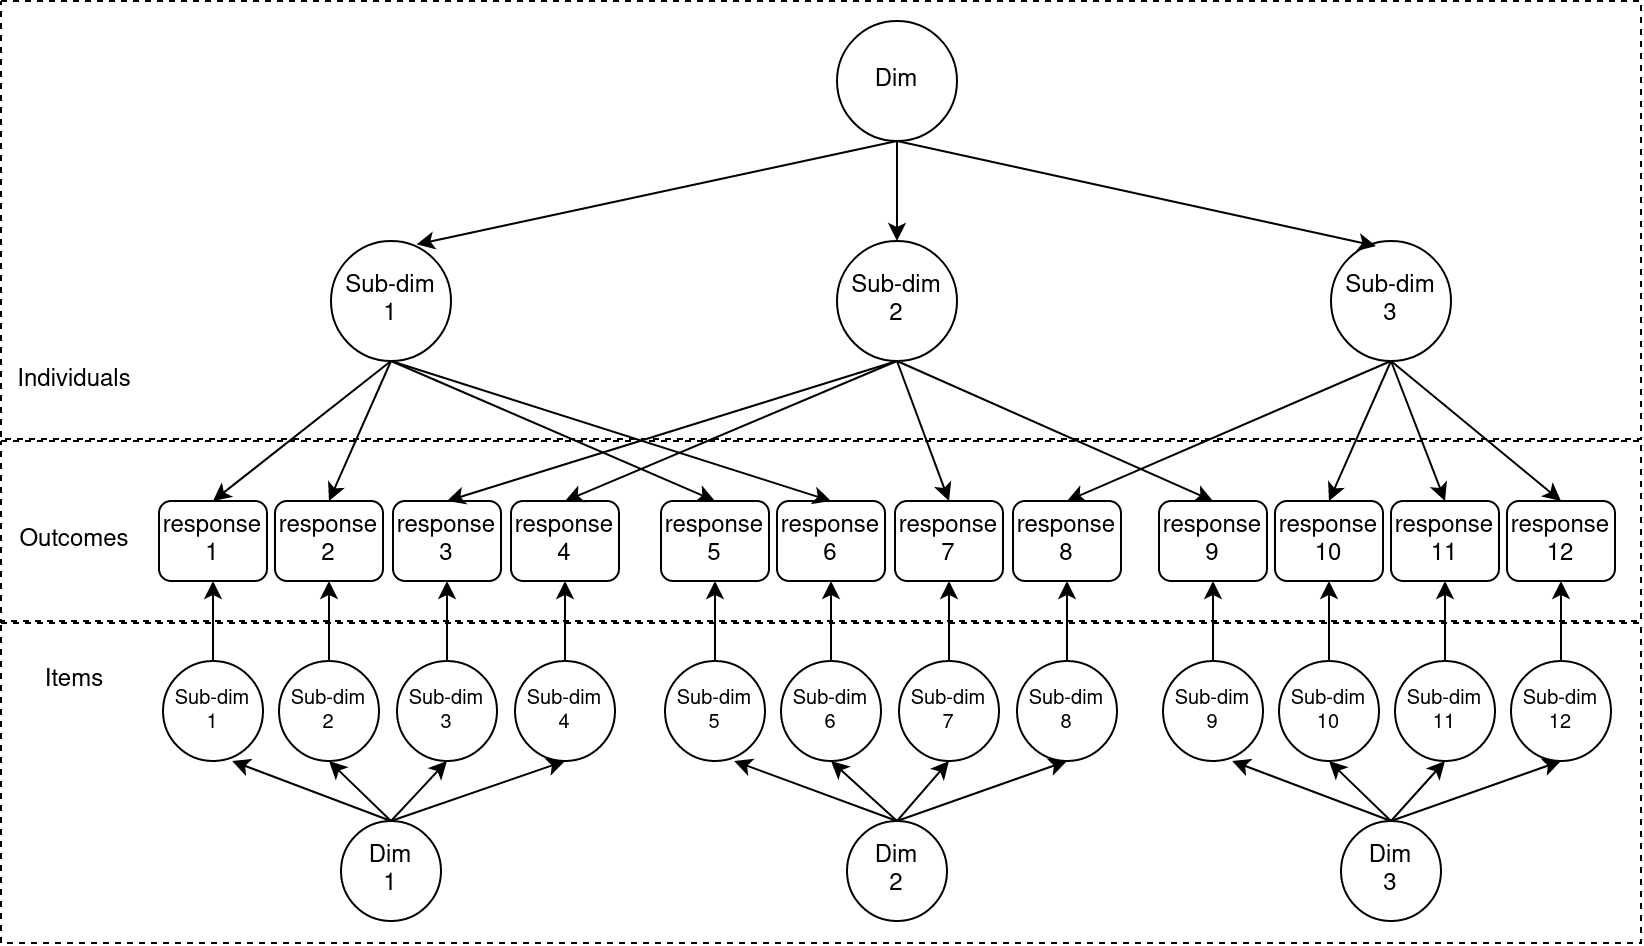 Dim
Sub-dim
1
Sub-dim
2
Sub-dim
3
Individuals
Outcomes
response
1
response
2
response
3
response
4
response
5
response
6
response
7
response
8
response
9
response
10
response
11
response
12
Items
Sub-dim
1
Sub-dim
2
Sub-dim
3
Sub-dim
4
Sub-dim
5
Sub-dim
6
Sub-dim
7
Sub-dim
8
Sub-dim
9
Sub-dim
10
Sub-dim
11
Sub-dim
12
Dim
1
Dim
2
Dim
3